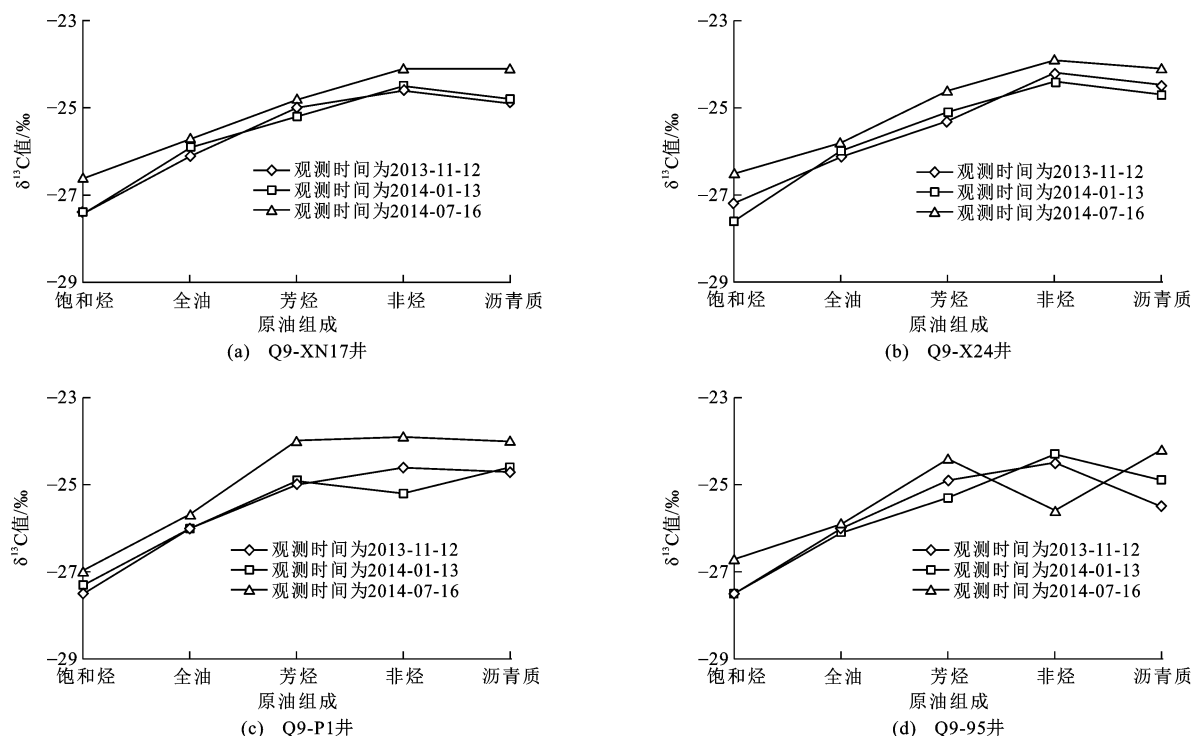 −23
−25
−27
−29
δ¹³C值/‰
观测时间为2013-11-12
观测时间为2014-01-13
观测时间为2014-07-16
饱和烃 全油 芳烃 非烃 沥青质
原油组成
(a) Q9-XN17井
−23
−25
−27
−29
δ¹³C值/‰
观测时间为2013-11-12
观测时间为2014-01-13
观测时间为2014-07-16
饱和烃 全油 芳烃 非烃 沥青质
原油组成
(b) Q9-X24井
−23
−25
−27
−29
δ¹³C值/‰
观测时间为2013-11-12
观测时间为2014-01-13
观测时间为2014-07-16
饱和烃 全油 芳烃 非烃 沥青质
原油组成
(c) Q9-P1井
−23
−25
−27
−29
δ¹³C值/‰
观测时间为2013-11-12
观测时间为2014-01-13
观测时间为2014-07-16
饱和烃 全油 芳烃 非烃 沥青质
原油组成
(d) Q9-95井